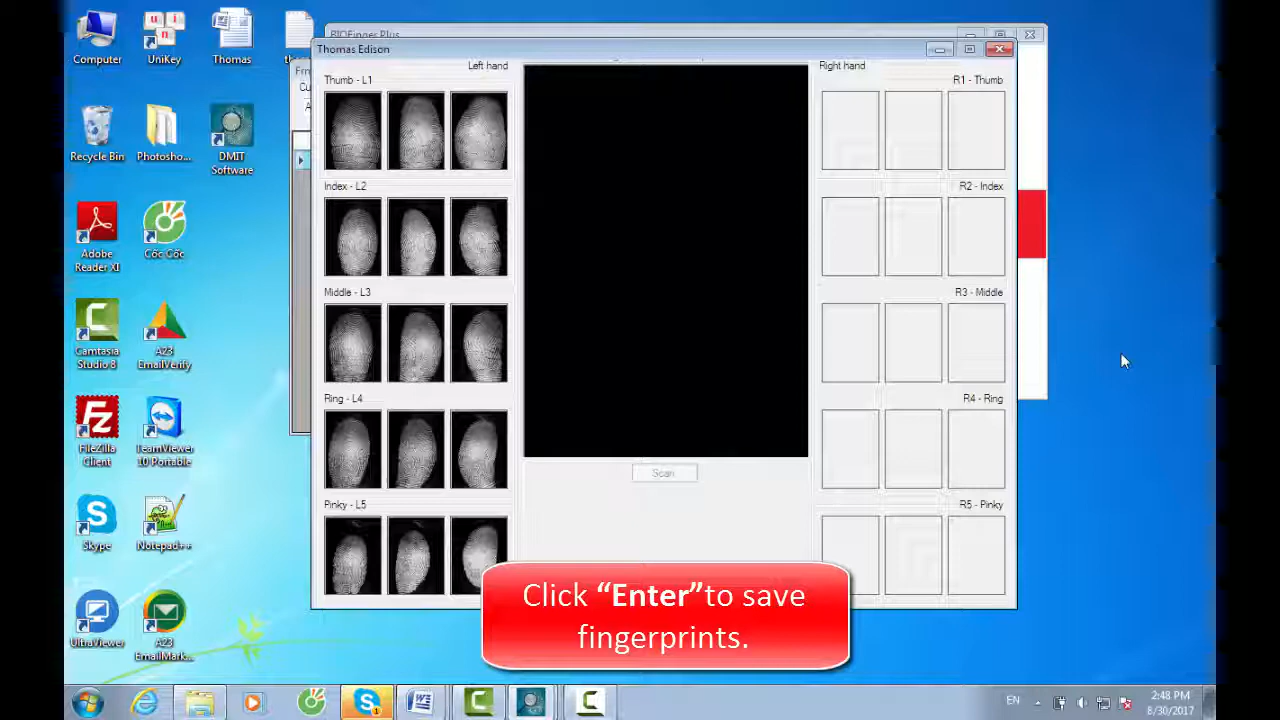 Computer
UniKey
Thomas
Recycle Bin
Photosho...
DMIT
Software
Adobe
Reader XI
Cốc Cốc
Camtasia
Studio 8
A23
EmailVerify
FileZilla
Client
TeamViewer
10 Portable
Skype
Notepad++
UltraViewer
A23
EmailMark...
BIOFinger Plus
Thomas Edison
Left hand
Right hand
Thumb - L1
R1 - Thumb
Index - L2
R2 - Index
Middle - L3
R3 - Middle
Ring - L4
R4 - Ring
Scan
Pinky - L5
R5 - Pinky
Click “Enter”to save
fingerprints.
EN
2:48 PM
8/30/2017